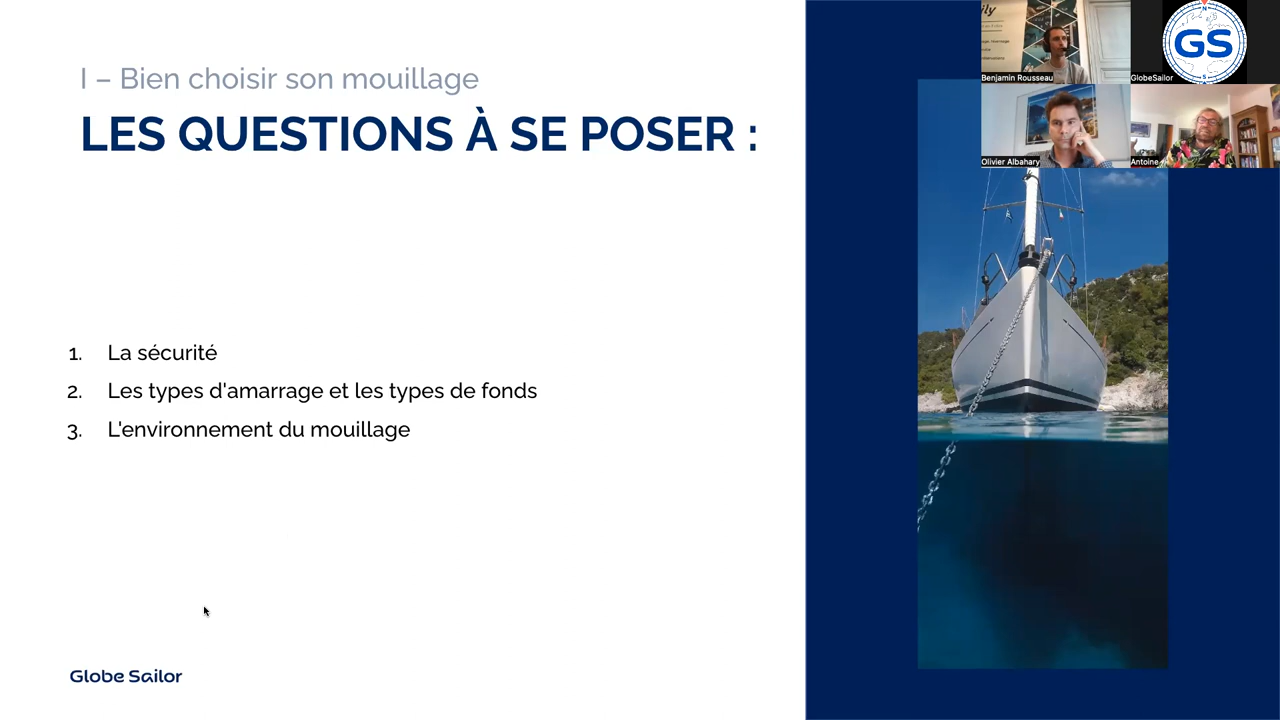 I – Bien choisir son mouillage
LES QUESTIONS À SE POSER :
1. La sécurité
2. Les types d'amarrage et les types de fonds
3. L'environnement du mouillage
Globe Sailor
ily
Benjamin Rousseau
N
GS
S
GlobeSailor
Olivier Albahary
Antoine